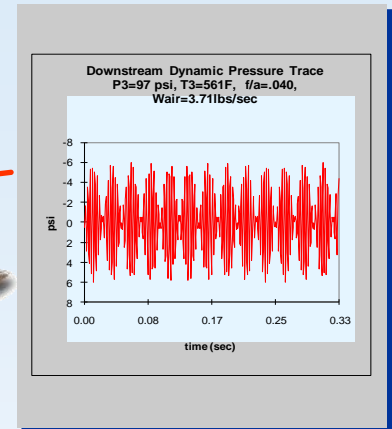 Downstream Dynamic Pressure Trace
P3=97 psi, T3=561F, f/a=.040,
Wair=3.71lbs/sec
-8
-6
-4
-2
0
2
4
6
8
psi
0.00 0.08 0.17 0.25 0.33
time (sec)